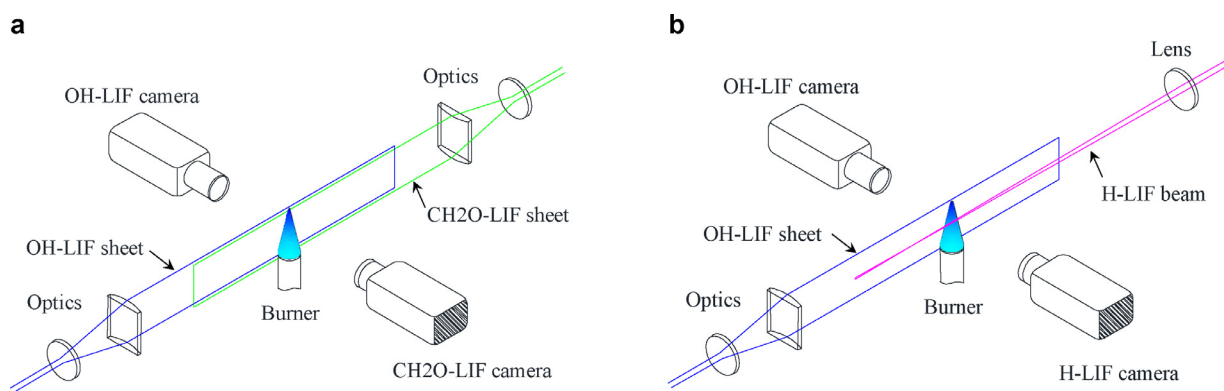 a
Optics
OH-LIF camera
CH2O-LIF sheet
OH-LIF sheet
Optics
Burner
CH2O-LIF camera
b
Lens
OH-LIF camera
H-LIF beam
OH-LIF sheet
Optics
Burner
H-LIF camera